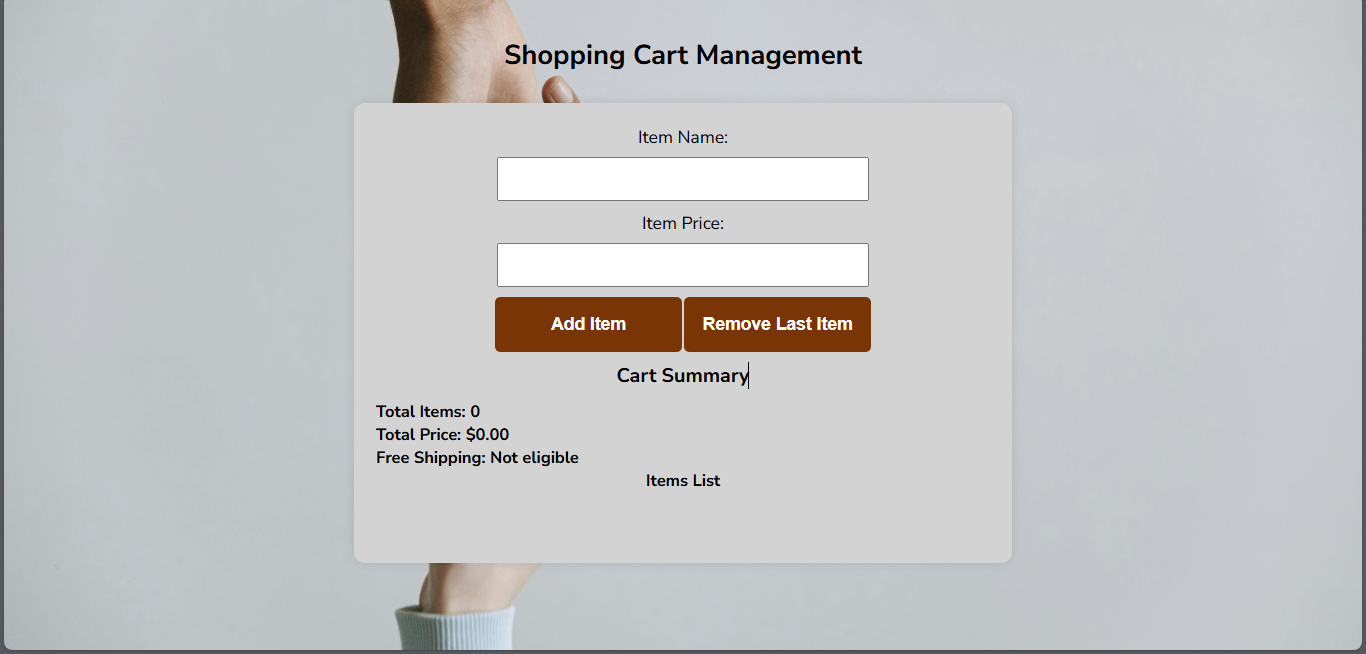 Shopping Cart Management
Item Name:
Item Price:
Add Item Remove Last Item
Cart Summary
Total Items: 0
Total Price: $0.00
Free Shipping: Not eligible
Items List